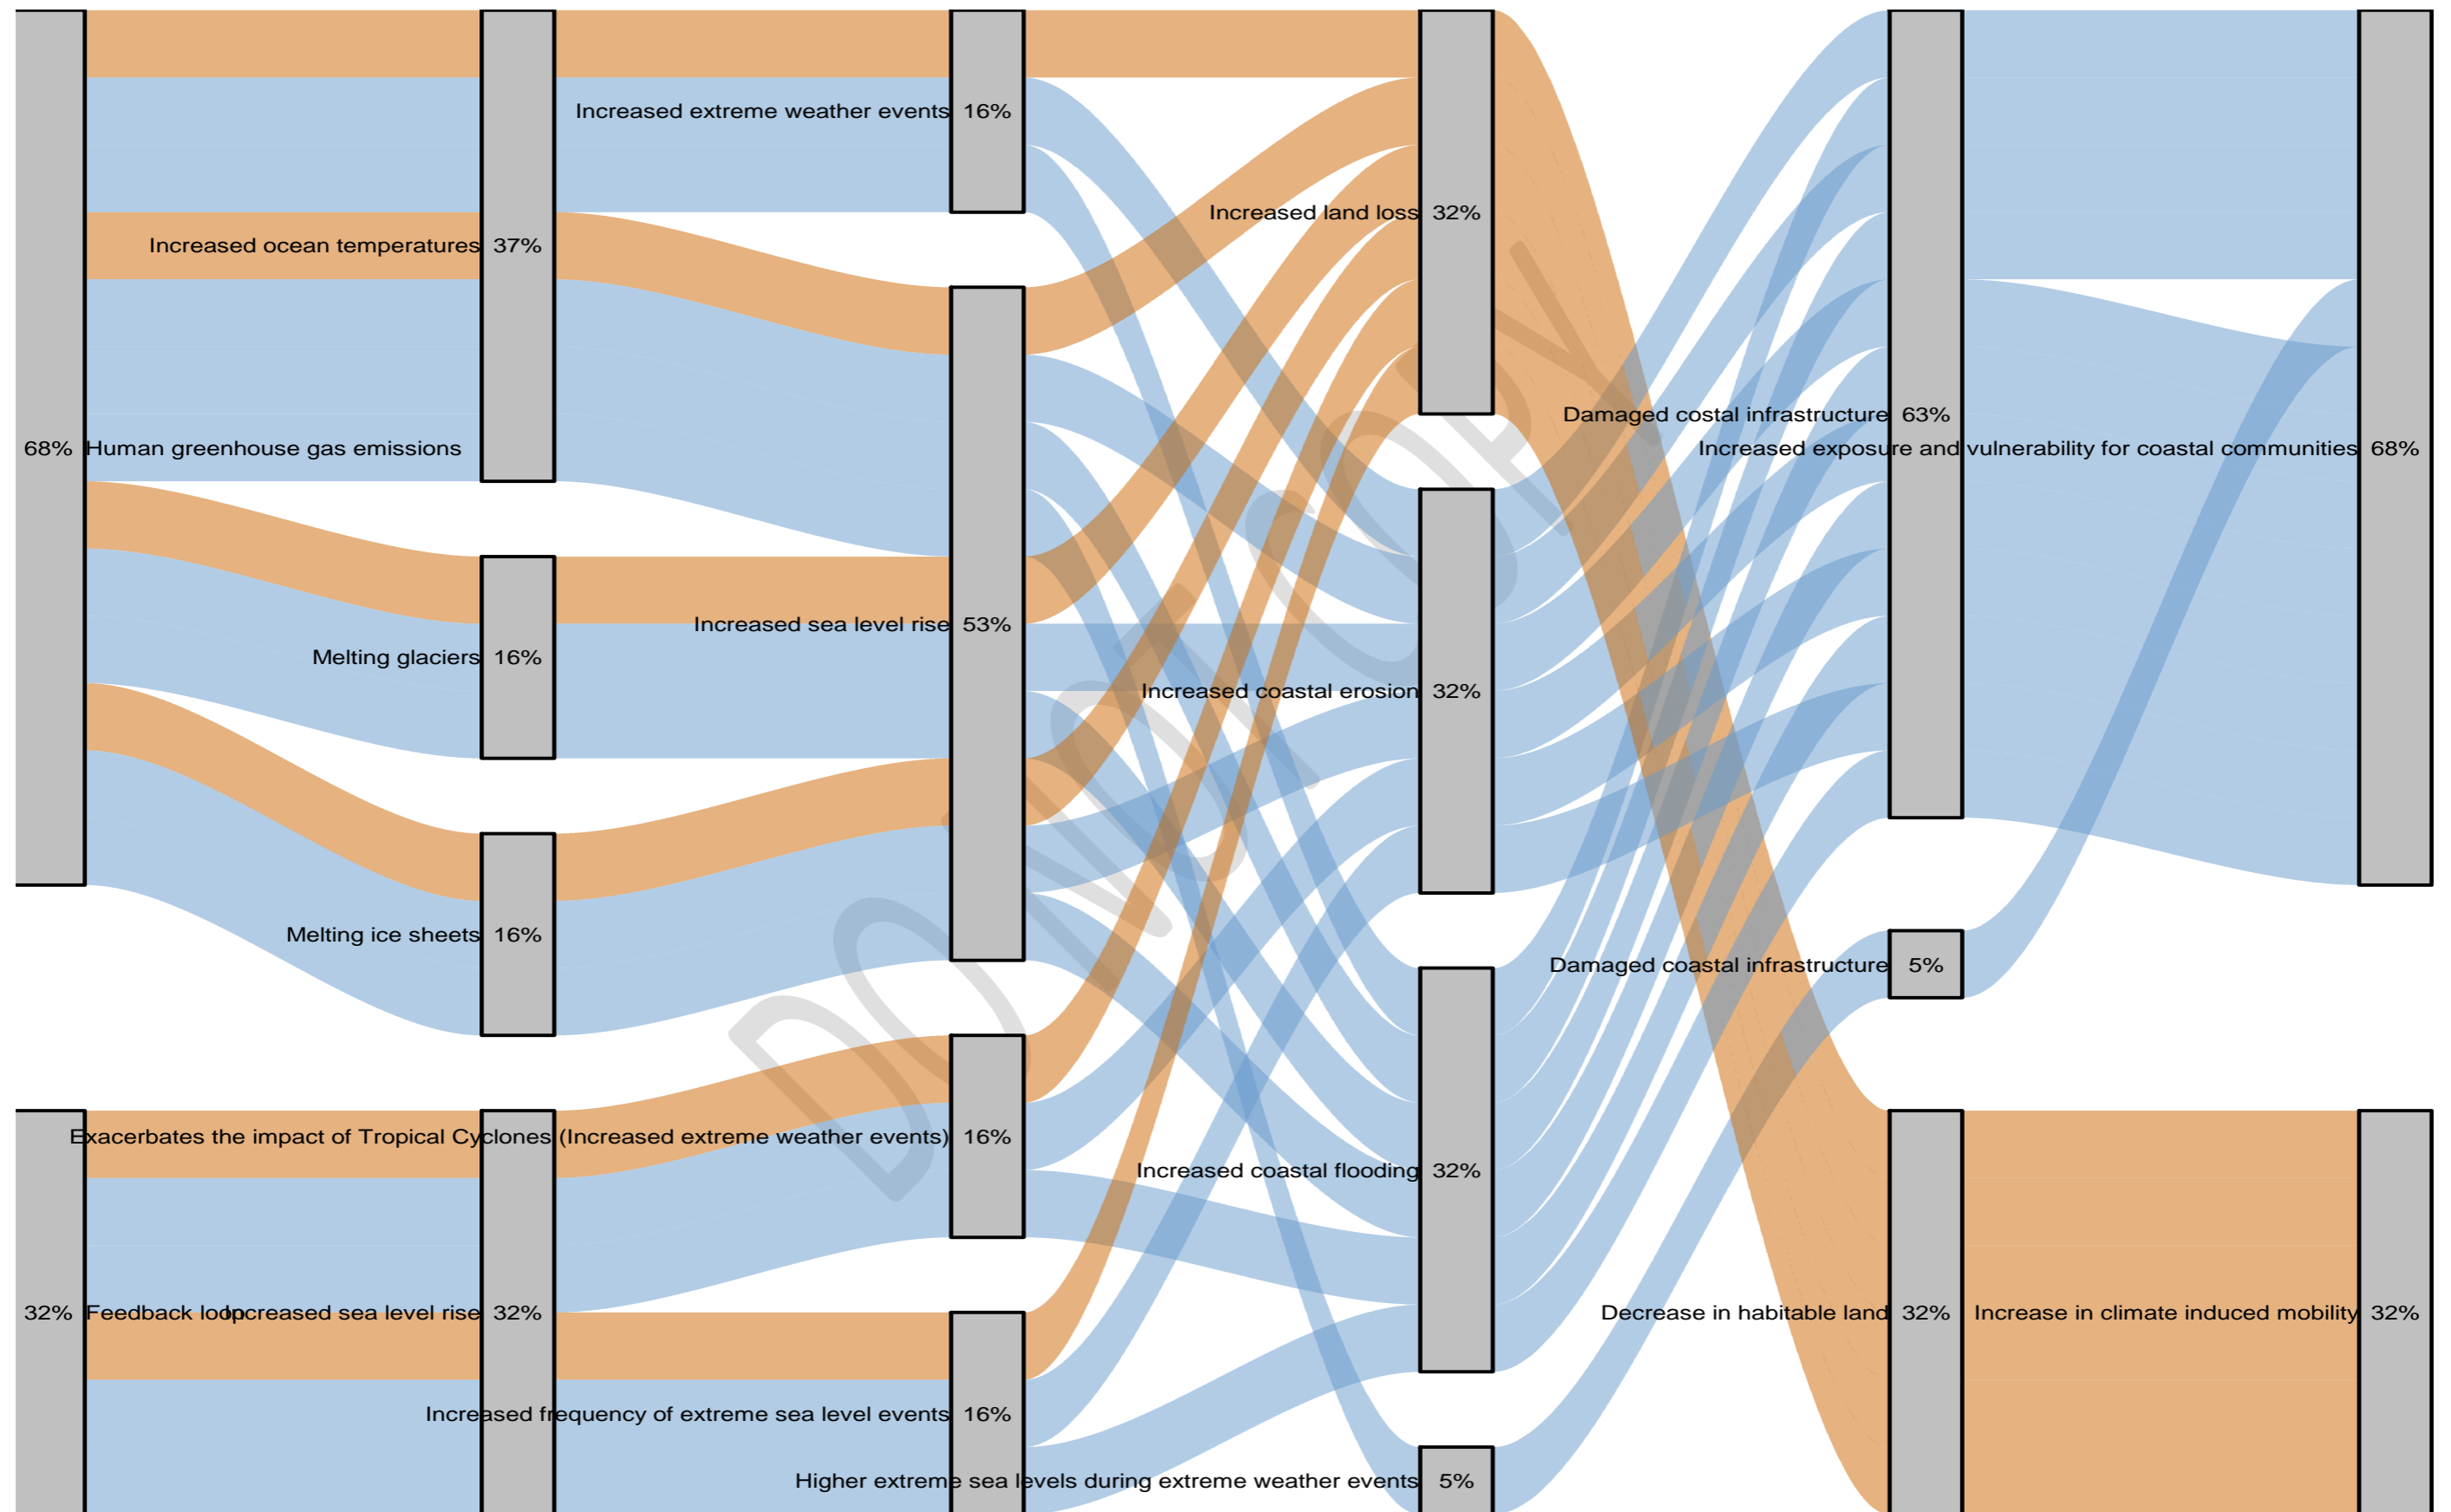 68% Human greenhouse gas emissions
32% Feedback loop
Increased ocean temperatures 37%
Melting glaciers 16%
Melting ice sheets 16%
Increased sea level rise 32%
Increased extreme weather events 16%
Increased sea level rise 53%
Exacerbates the impact of Tropical Cyclones (Increased extreme weather events) 16%
Increased frequency of extreme sea level events 16%
Increased land loss 32%
Increased coastal erosion 32%
Increased coastal flooding 32%
Higher extreme sea levels during extreme weather events 5%
Damaged costal infrastructure 63%
Damaged coastal infrastructure 5%
Decrease in habitable land 32%
Increased exposure and vulnerability for coastal communities 68%
Increase in climate induced mobility 32%
DO NOT COPY